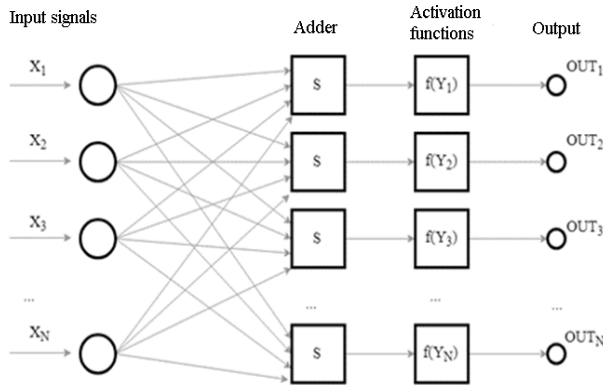 Input signals
Adder
Activation
functions
Output
X1
S
f(Y1)
OUT1
X2
S
f(Y2)
OUT2
X3
S
f(Y3)
OUT3
...
...
...
...
XN
S
f(YN)
OUTN